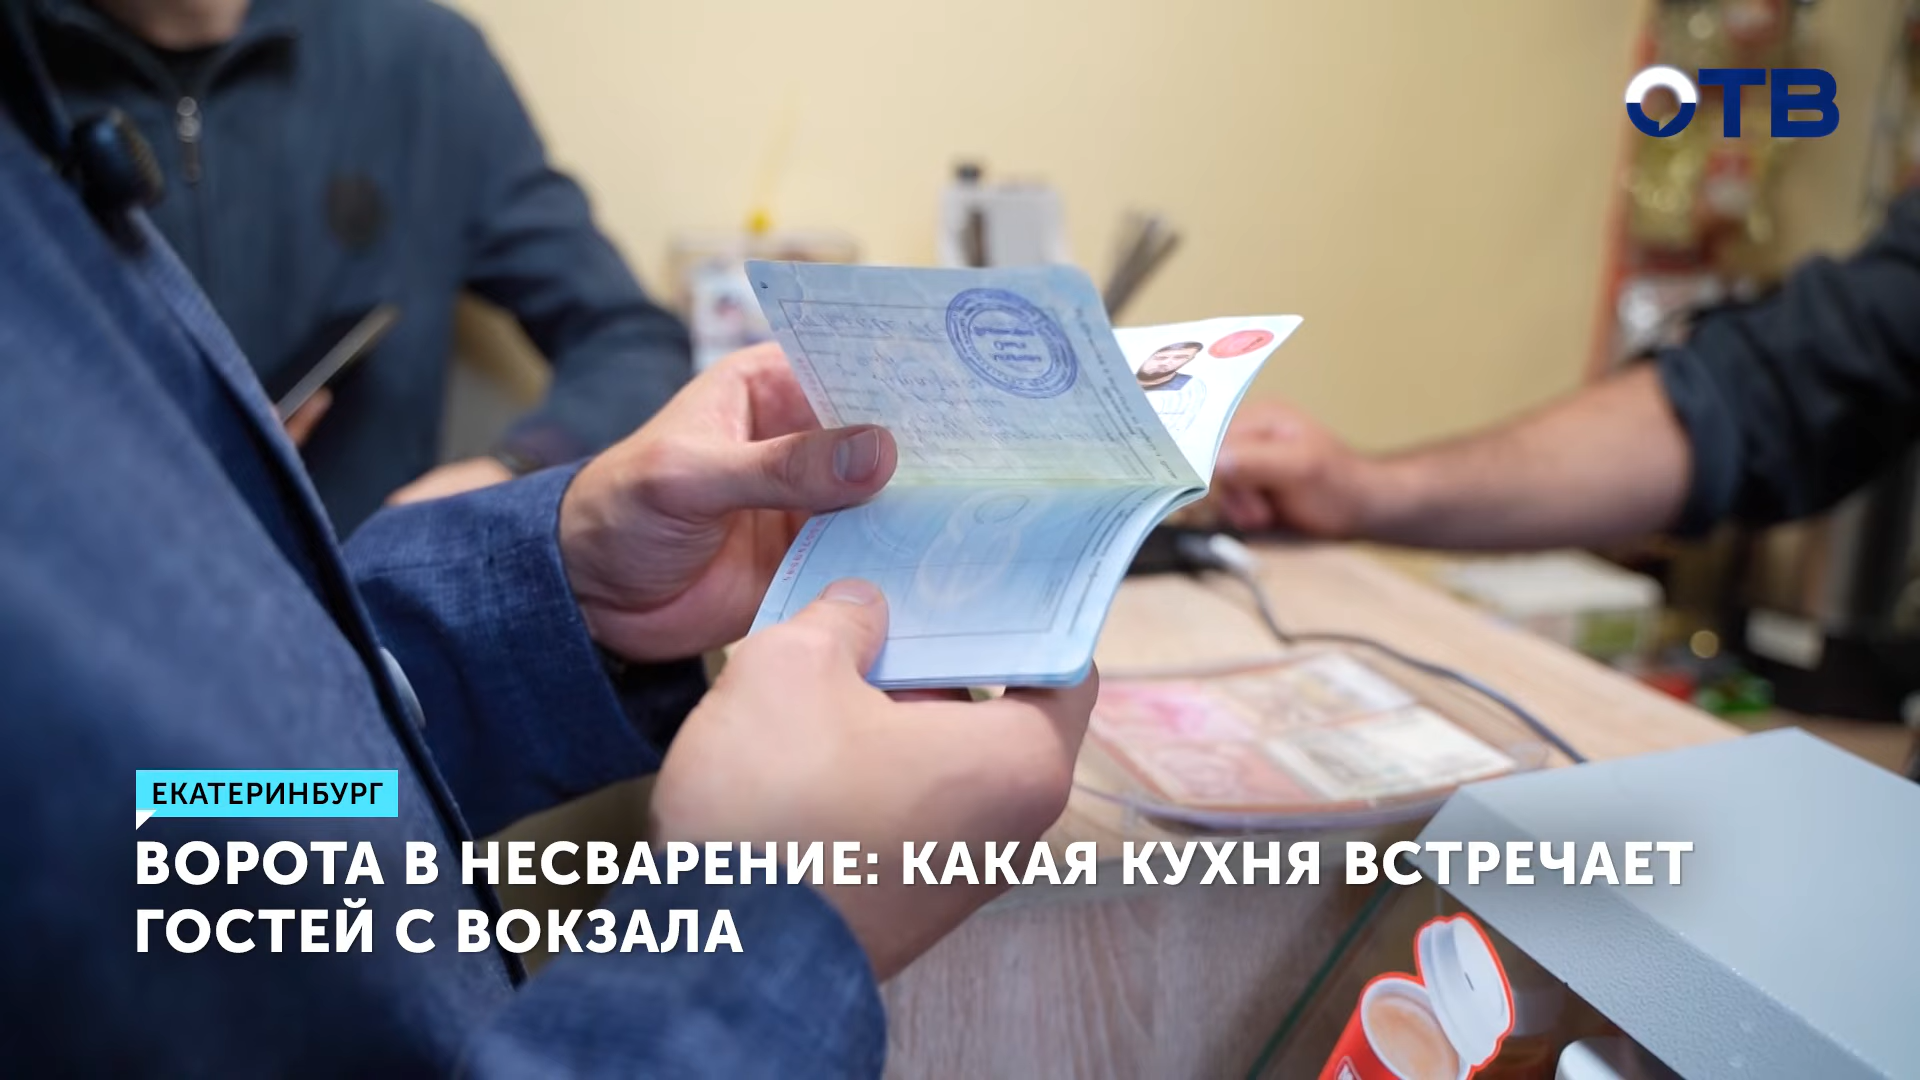 ОТВ
ЕКАТЕРИНБУРГ
ВОРОТА В НЕСВАРЕНИЕ: КАКАЯ КУХНЯ ВСТРЕЧАЕТ
ГОСТЕЙ С ВОКЗАЛА